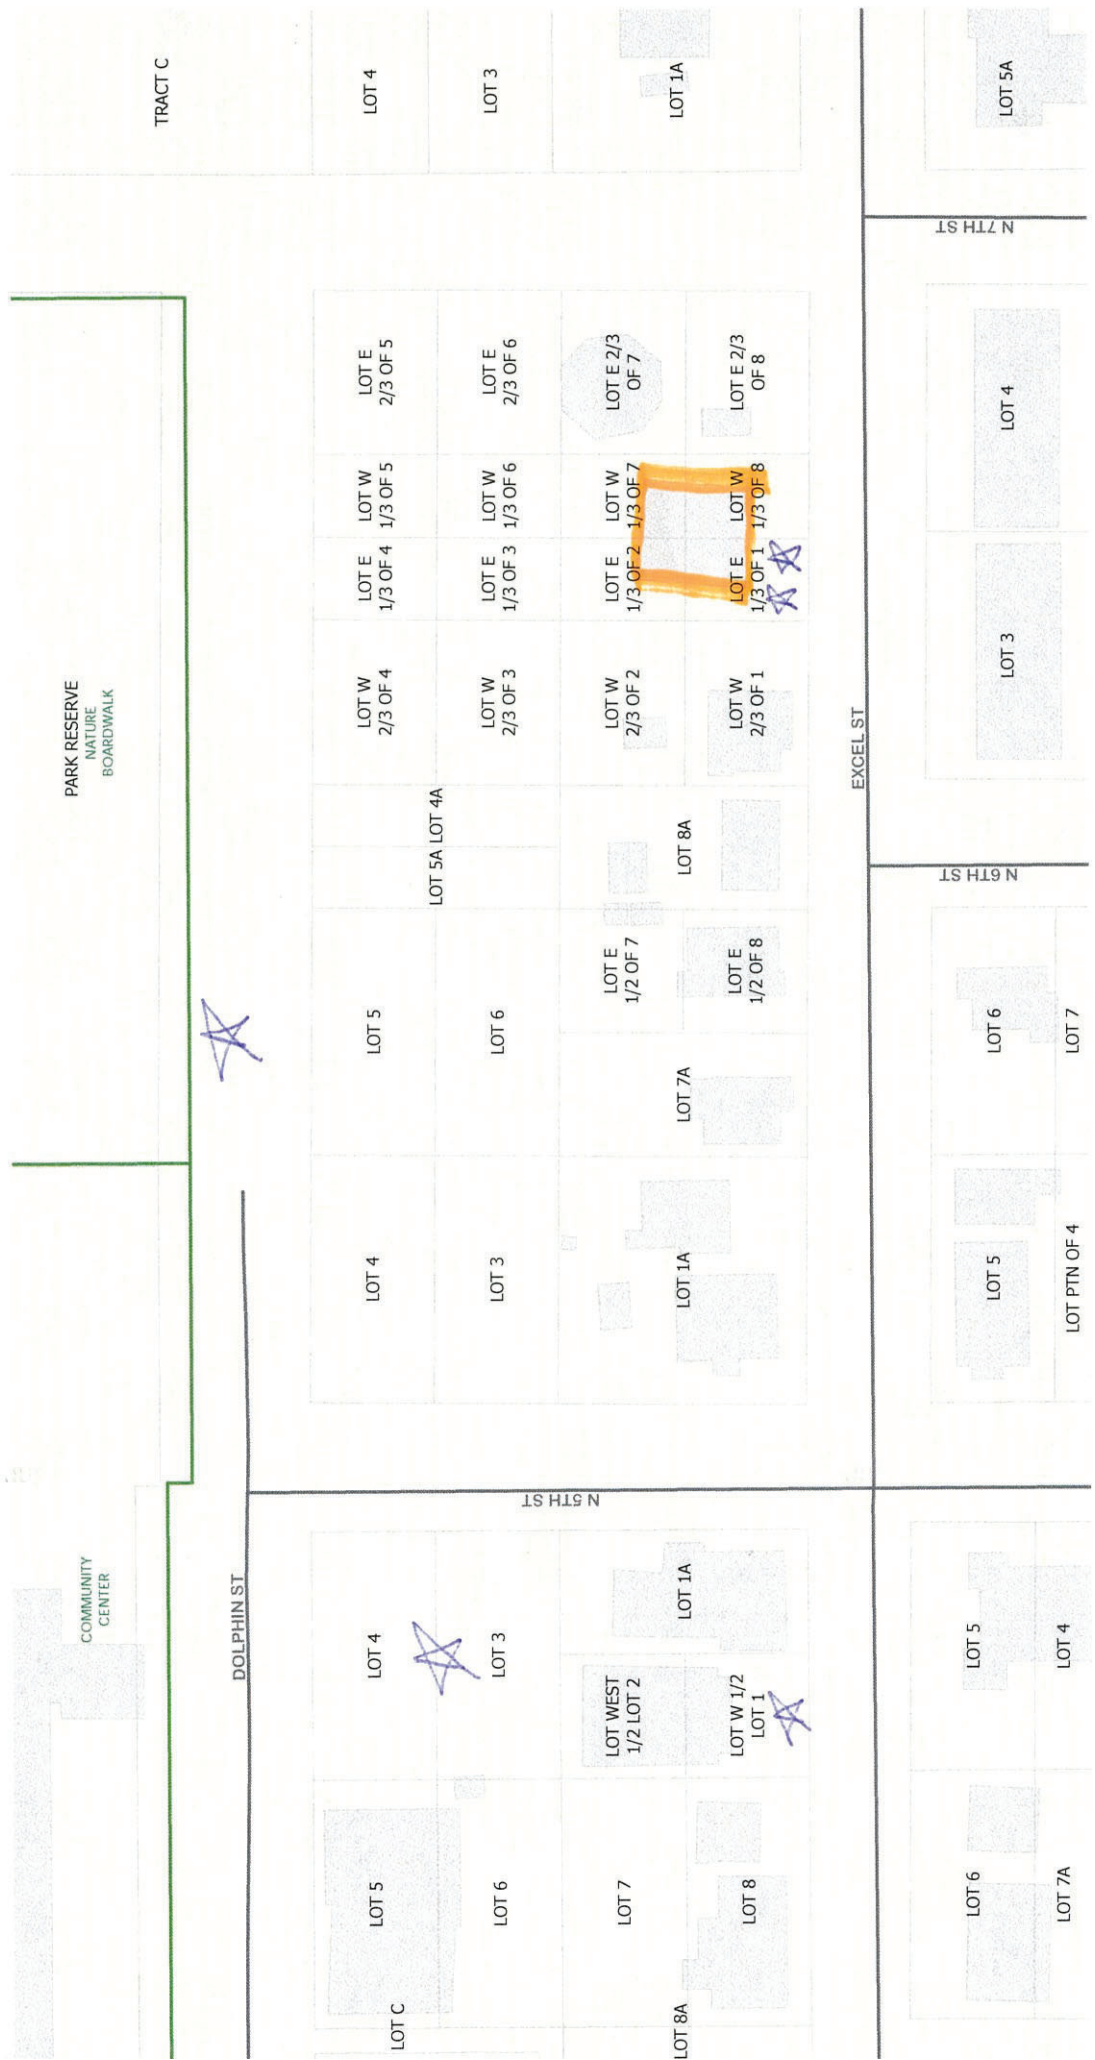 COMMUNITY
CENTER
PARK RESERVE
NATURE
BOARDWALK
TRACT C
DOLPHIN ST
LOT C
LOT 5
LOT 4
LOT 4
LOT 5
LOT 5A LOT 4A
LOT W
2/3 OF 4
LOT E
1/3 OF 4
LOT W
1/3 OF 5
LOT E
2/3 OF 5
LOT 4
LOT 6
LOT 3
LOT 3
LOT 6
LOT W
2/3 OF 3
LOT E
1/3 OF 3
LOT W
1/3 OF 6
LOT E
2/3 OF 6
LOT 3
N 5TH ST
LOT 7
LOT WEST
1/2 LOT 2
LOT E
1/2 OF 7
LOT W
2/3 OF 2
LOT E
1/3 OF 2
LOT W
1/3 OF 7
LOT E 2/3
OF 7
LOT 8A
LOT 1A
LOT 1A
LOT 7A
LOT 8A
LOT 1A
LOT 8
LOT W 1/2
LOT 1
LOT E
1/2 OF 8
LOT W
2/3 OF 1
LOT E
1/3 OF 1
LOT W
1/3 OF 8
LOT E 2/3
OF 8
EXCEL ST
N 6TH ST
N 7TH ST
LOT 6
LOT 5
LOT 5
LOT 6
LOT 3
LOT 4
LOT 5A
LOT 7A
LOT 4
LOT PTN OF 4
LOT 7